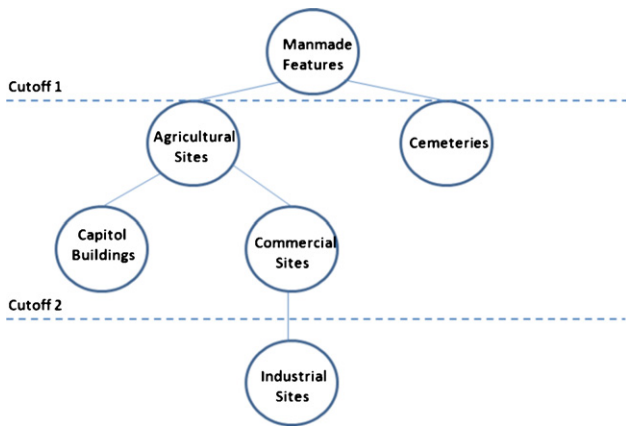 Manmade
Features
Cutoff 1
Agricultural
Sites
Cemeteries
Capitol
Buildings
Commercial
Sites
Cutoff 2
Industrial
Sites